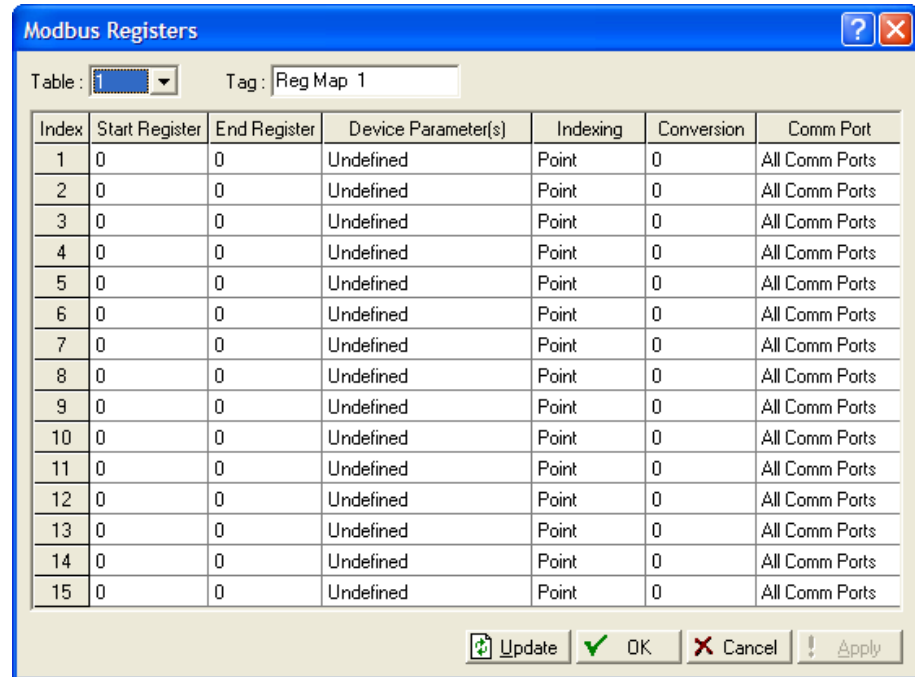 Modbus Registers
Table : 1 Tag : Reg Map 1
Index Start Register End Register Device Parameter(s) Indexing Conversion Comm Port
1 0 0 Undefined Point 0 All Comm Ports
2 0 0 Undefined Point 0 All Comm Ports
3 0 0 Undefined Point 0 All Comm Ports
4 0 0 Undefined Point 0 All Comm Ports
5 0 0 Undefined Point 0 All Comm Ports
6 0 0 Undefined Point 0 All Comm Ports
7 0 0 Undefined Point 0 All Comm Ports
8 0 0 Undefined Point 0 All Comm Ports
9 0 0 Undefined Point 0 All Comm Ports
10 0 0 Undefined Point 0 All Comm Ports
11 0 0 Undefined Point 0 All Comm Ports
12 0 0 Undefined Point 0 All Comm Ports
13 0 0 Undefined Point 0 All Comm Ports
14 0 0 Undefined Point 0 All Comm Ports
15 0 0 Undefined Point 0 All Comm Ports
Update OK Cancel ! Apply